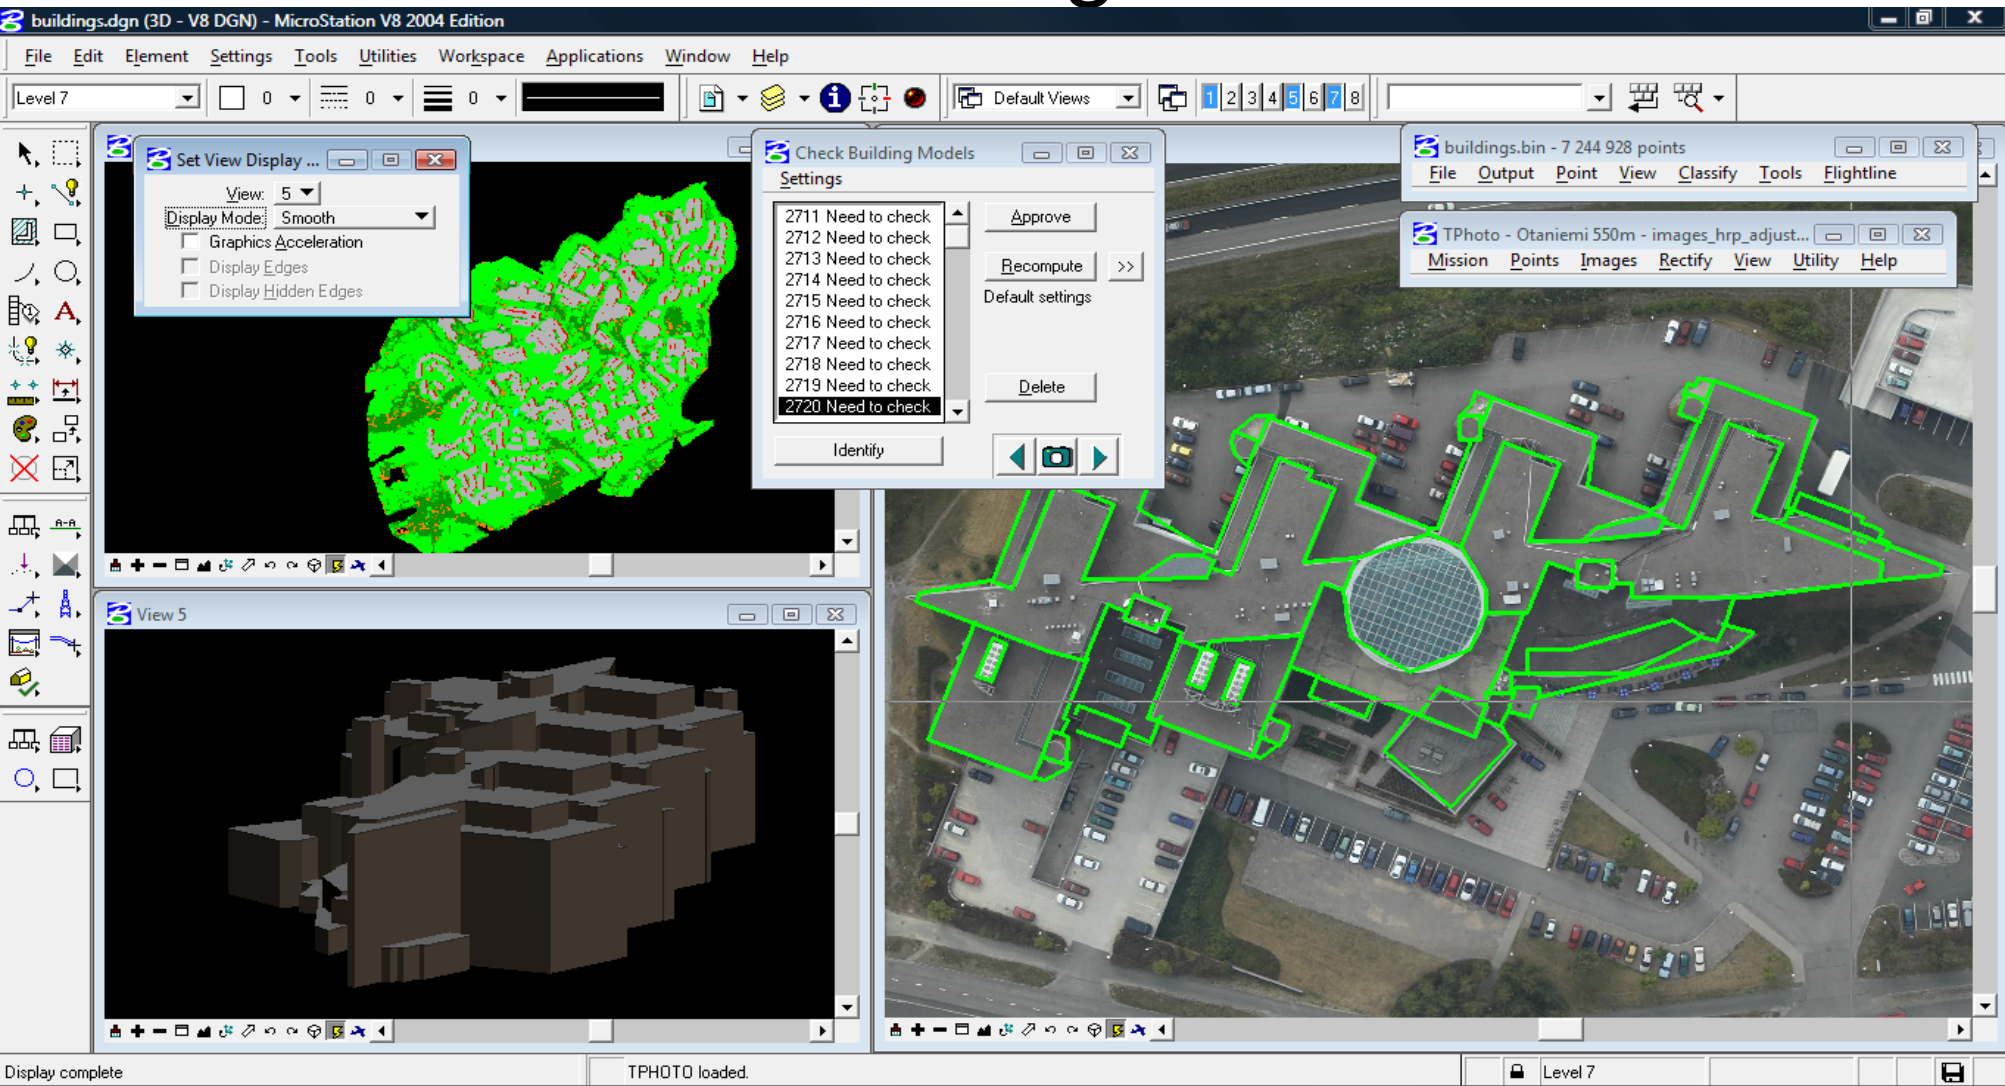 buildings.dgn (3D - V8 DGN) - MicroStation V8 2004 Edition
File Edit Element Settings Tools Utilities Workspace Applications Window Help
Level 7 0 0 0 Default Views 1 2 3 4 5 6 7 8
Set View Display ...
View: 5
Display Mode: Smooth
Graphics Acceleration
Display Edges
Display Hidden Edges
Check Building Models
Settings
2711 Need to check
2712 Need to check
2713 Need to check
2714 Need to check
2715 Need to check
2716 Need to check
2717 Need to check
2718 Need to check
2719 Need to check
2720 Need to check
Approve
Recompute >>
Default settings
Delete
Identify
buildings.bin - 7 244 928 points
File Output Point View Classify Tools Flightline
TPhoto - Otaniemi 550m - images_hrp_adjust...
Mission Points Images Rectify View Utility Help
A
A-A
View 5
Display complete TPHOTO loaded. Level 7